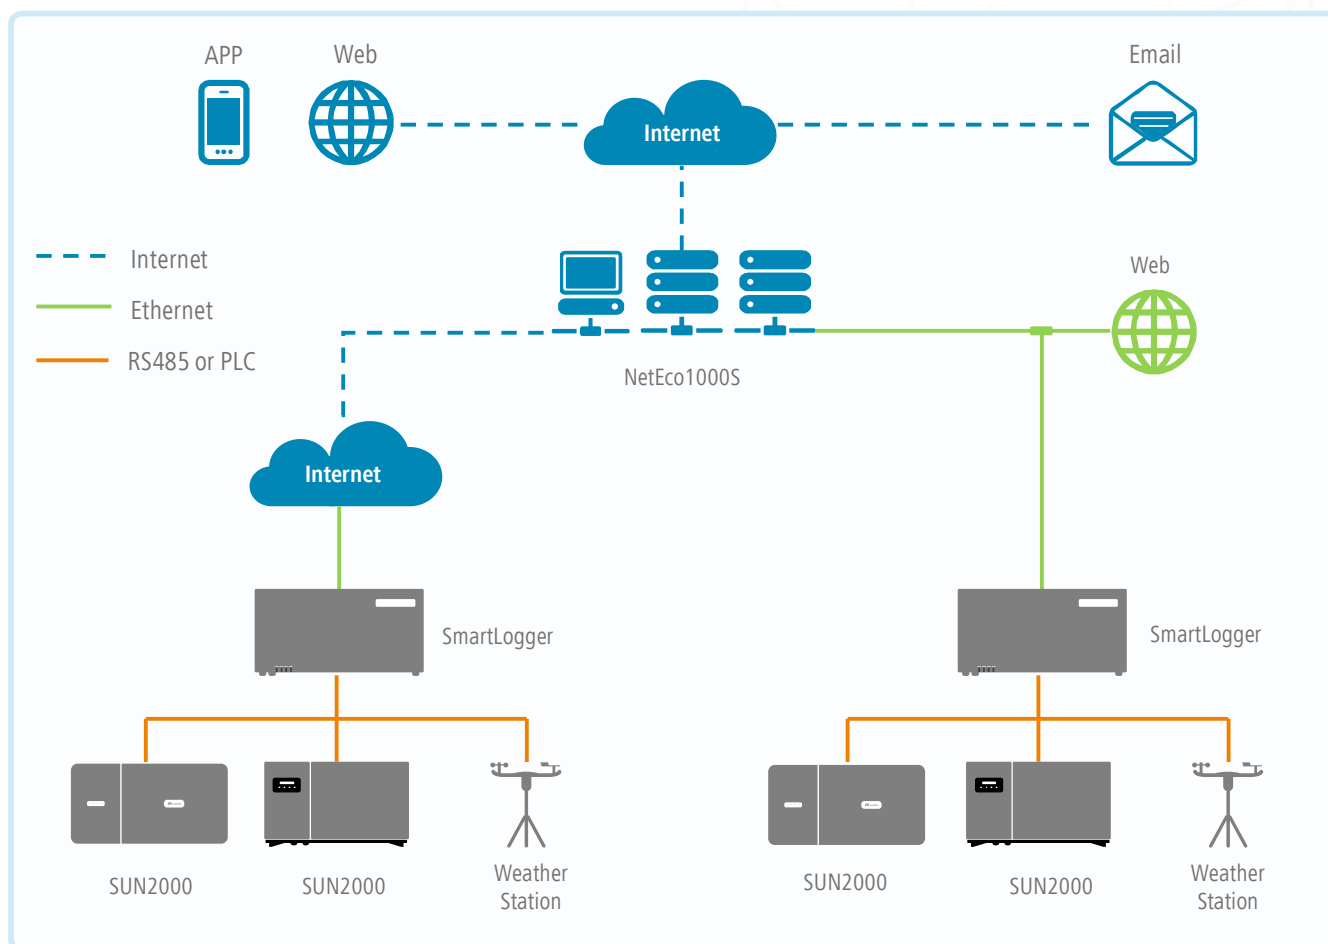 APP
Web
Email
Internet
Internet
Ethernet
RS485 or PLC
Web
NetEco1000S
Internet
SmartLogger
SmartLogger
SUN2000
SUN2000
Weather
Station
SUN2000
SUN2000
Weather
Station